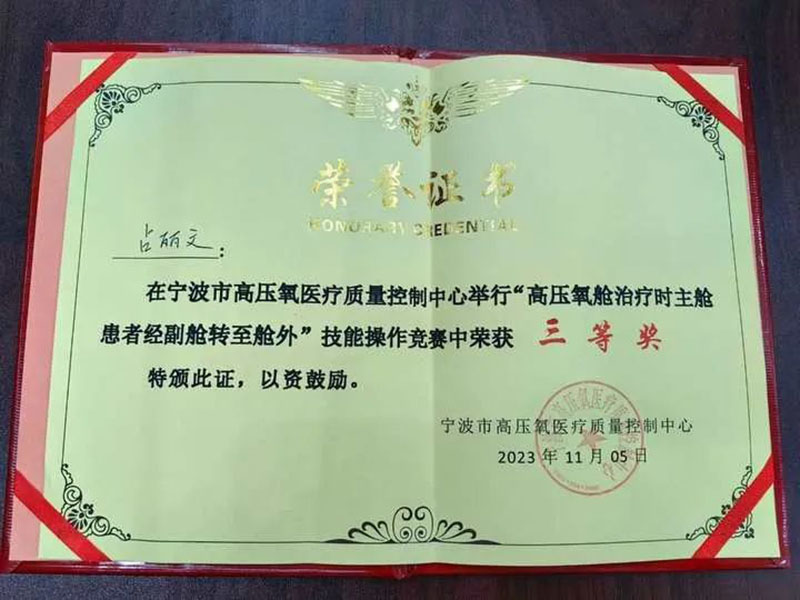 荣誉证书
HONORARY CREDENTIAL
占丽文：
在宁波市高压氧医疗质量控制中心举行“高压氧舱治疗时主舱
患者经副舱转至舱外”技能操作竞赛中荣获 三等奖
特颁此证，以资鼓励。
宁波市高压氧医疗质量控制中心
2023 年 11 月 05 日